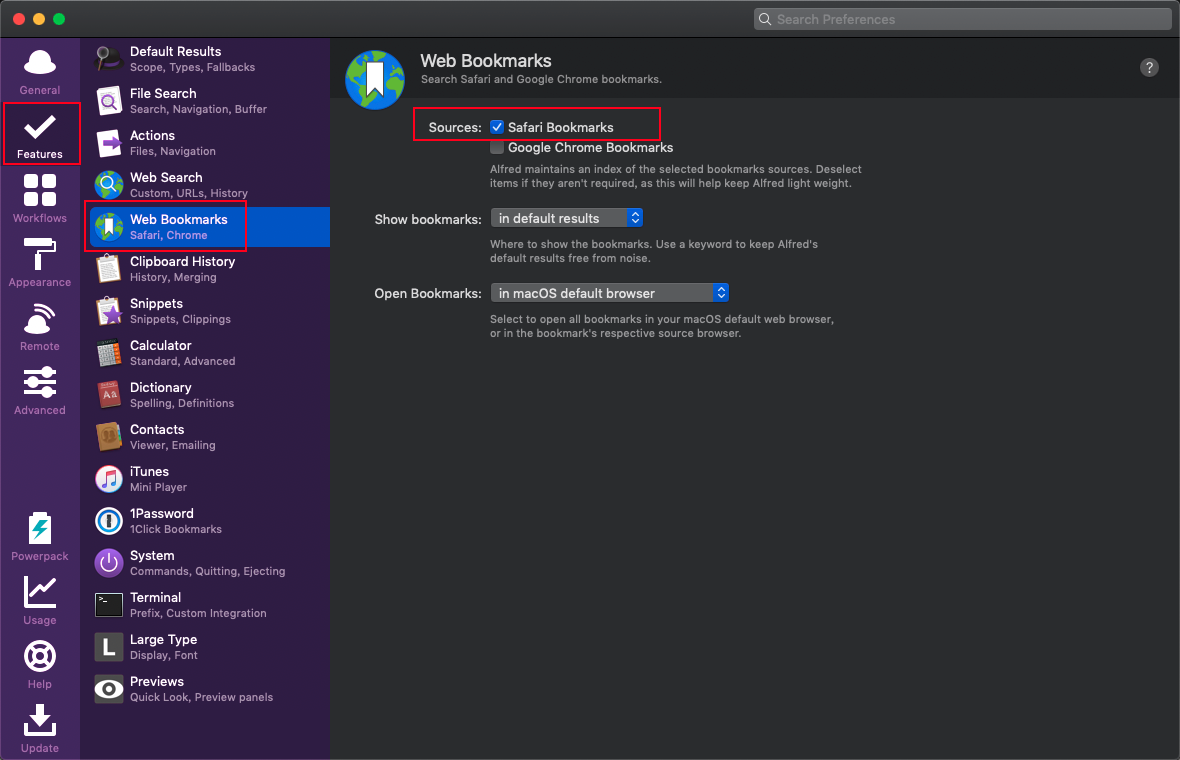 Search Preferences
General
Features
Workflows
Appearance
Remote
Advanced
Powerpack
Usage
Help
Update
Default Results
Scope, Types, Fallbacks
File Search
Search, Navigation, Buffer
Actions
Files, Navigation
Web Search
Custom, URLs, History
Web Bookmarks
Safari, Chrome
Clipboard History
History, Merging
Snippets
Snippets, Clippings
Calculator
Standard, Advanced
Dictionary
Spelling, Definitions
Aa
Contacts
Viewer, Emailing
iTunes
Mini Player
1Password
1Click Bookmarks
System
Commands, Quitting, Ejecting
>_
Terminal
Prefix, Custom Integration
L
Large Type
Display, Font
Previews
Quick Look, Preview panels
Web Bookmarks
Search Safari and Google Chrome bookmarks.
?
Sources: Safari Bookmarks
Google Chrome Bookmarks
Alfred maintains an index of the selected bookmarks sources. Deselect
items if they aren't required, as this will help keep Alfred light weight.
Show bookmarks: in default results
Where to show the bookmarks. Use a keyword to keep Alfred's
default results free from noise.
Open Bookmarks: in macOS default browser
Select to open all bookmarks in your macOS default web browser,
or in the bookmark's respective source browser.